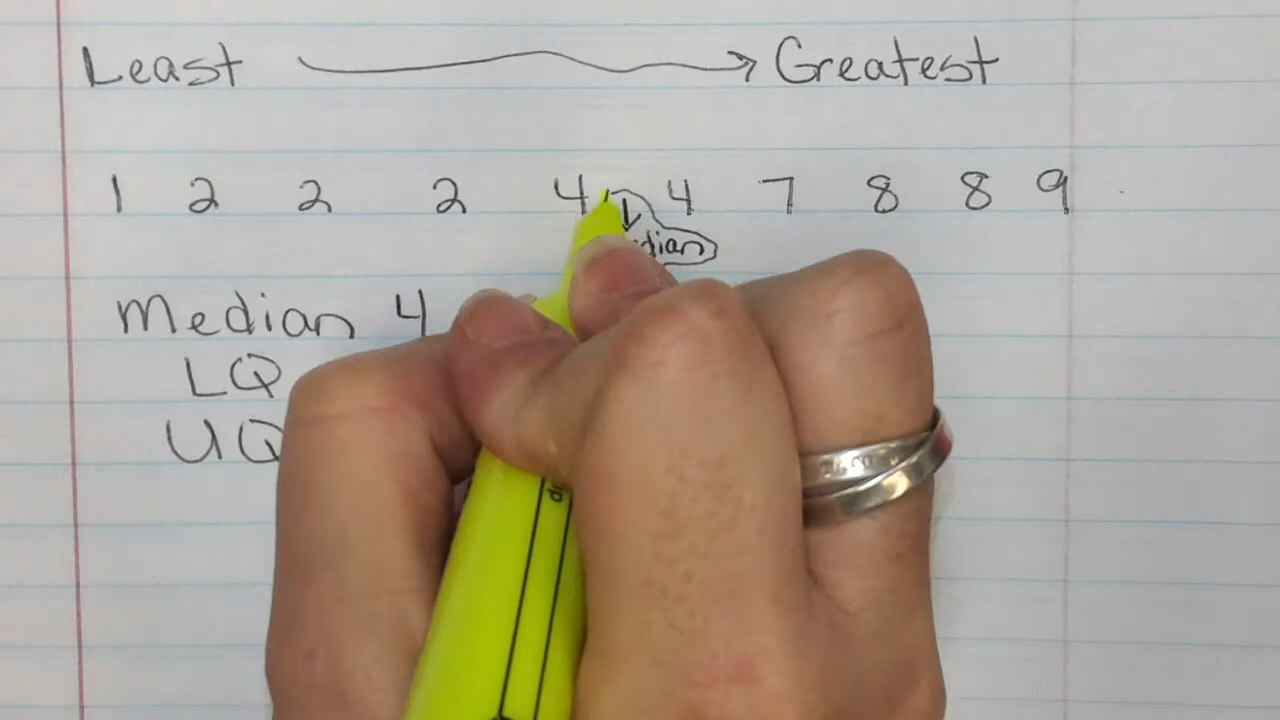 Least → Greatest
1 2 2 2 4 4 7 8 8 9
Median 4
LQ
UQ